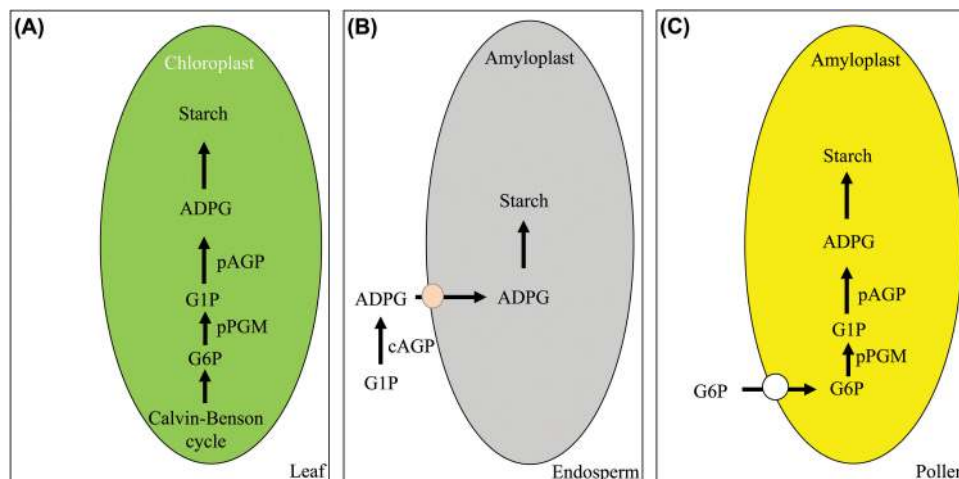 (A)
Chloroplast
Starch
ADPG
pAGP
G1P
pPGM
G6P
Calvin-Benson
cycle
Leaf
(B)
Amyloplast
Starch
ADPG
ADPG
cAGP
G1P
Endosperm
(C)
Amyloplast
Starch
ADPG
pAGP
G1P
pPGM
G6P
G6P
Pollen